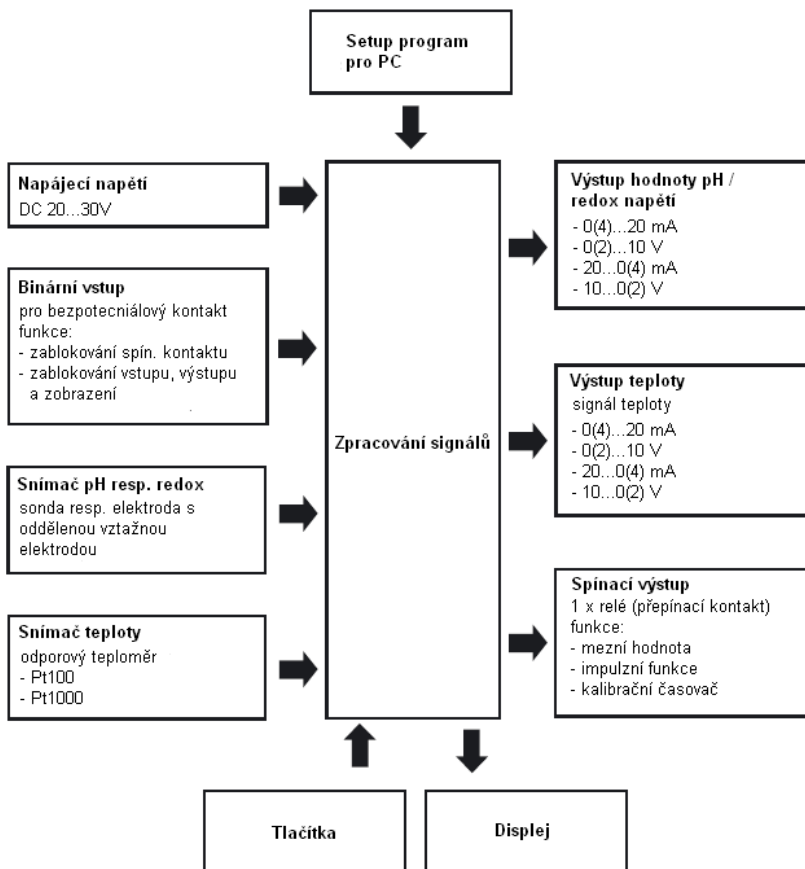 Setup program
pro PC
Napájecí napětí
DC 20...30V
Binární vstup
pro bezpotecniálový kontakt
funkce:
- zablokování spín. kontaktu
- zablokování vstupu, výstupu
a zobrazení
Snímač pH resp. redox
sonda resp. elektroda s
oddělenou vztažnou
elektrodou
Snímač teploty
odporový teploměr
- Pt100
- Pt1000
Zpracování signálů
Výstup hodnoty pH /
redox napětí
- 0(4)...20 mA
- 0(2)...10 V
- 20...0(4) mA
- 10...0(2) V
Výstup teploty
signál teploty
- 0(4)...20 mA
- 0(2)...10 V
- 20...0(4) mA
- 10...0(2) V
Spínací výstup
1 x relé (přepínací kontakt)
funkce:
- mezní hodnota
- impulzní funkce
- kalibrační časovač
Tlačítka
Displej